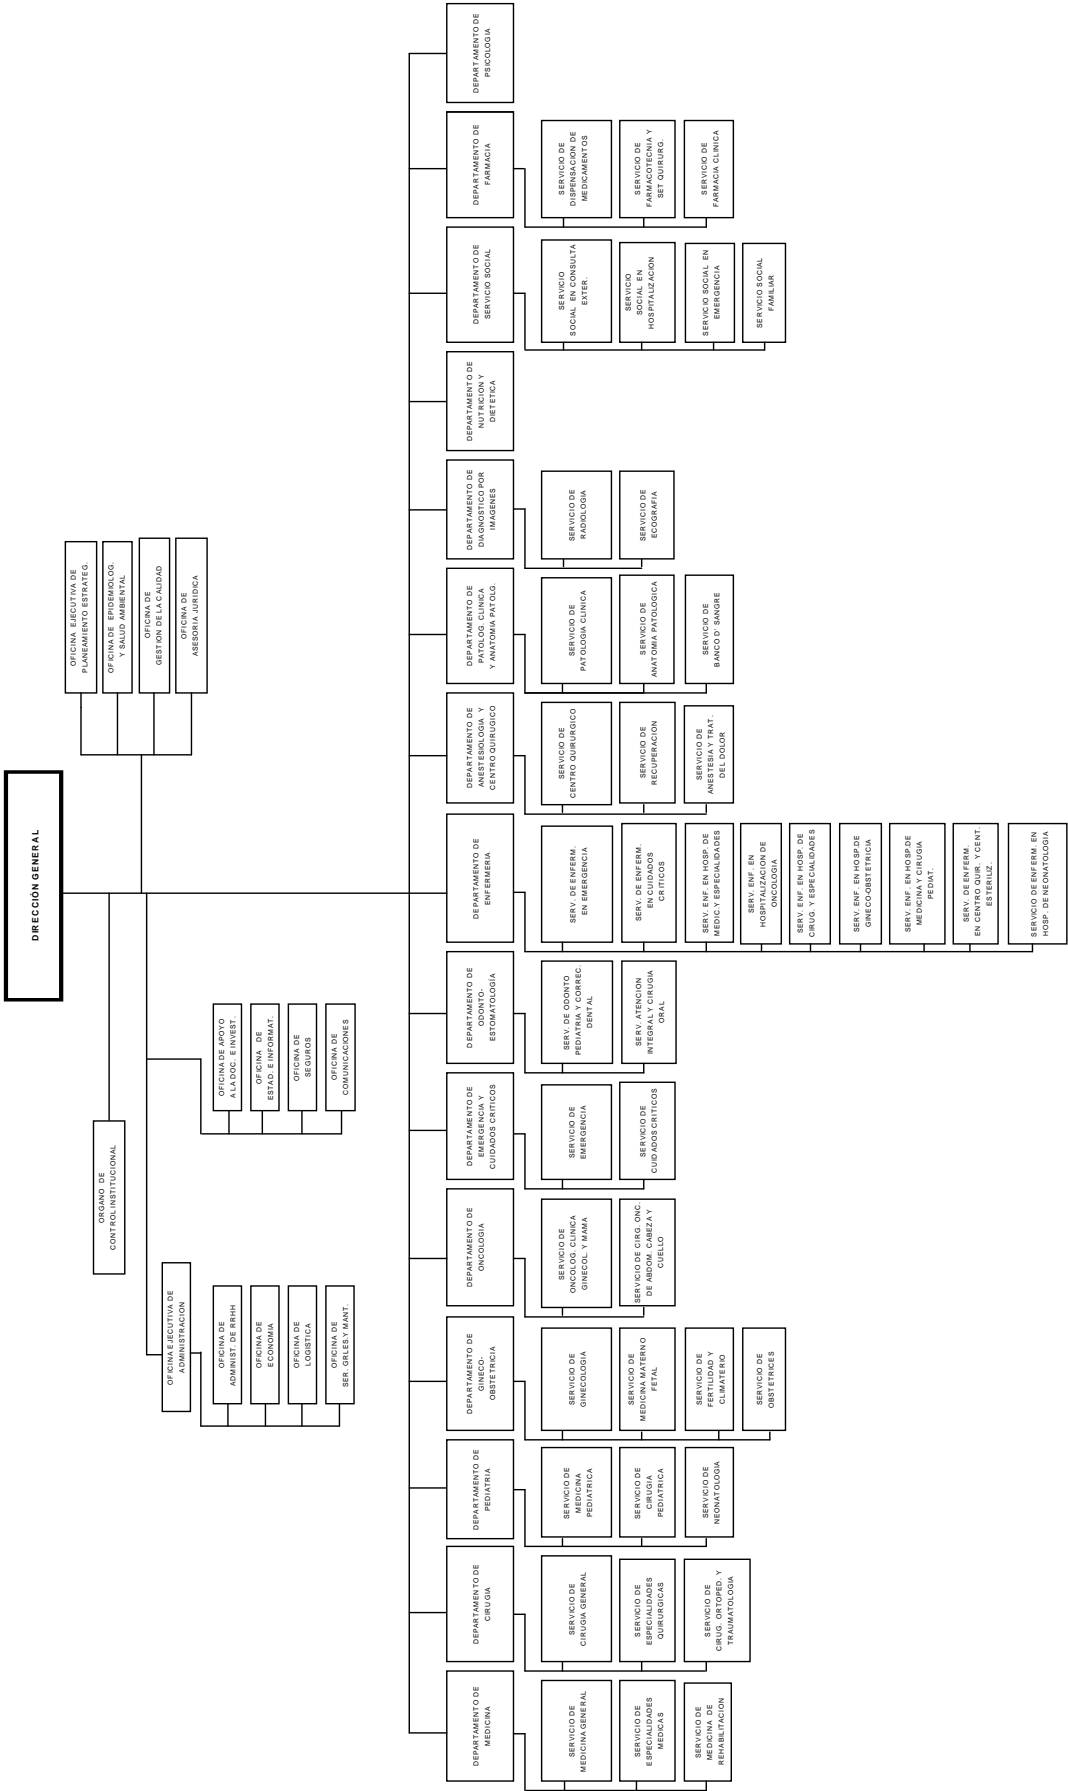 DIRECCIÓN GENERAL
ORGANO DE
CONTROL INSTITUCIONAL
OFICINA EJECUTIVA DE
PLANEAMIENTO ESTRATEG.
OFICINA DE EPIDEMIOLOG.
Y SALUD AMBIENTAL
OFICINA DE
GESTION DE LA CALIDAD
OFICINA DE
ASESORIA JURIDICA
OFICINA EJECUTIVA DE
ADMINISTRACION
OFICINA DE
ADMINIST. DE RRHH
OFICINA DE
ECONOMIA
OFICINA DE
LOGISTICA
OFICINA DE
SER. GRLES.Y MANT.
OFICINA DE APOYO
A LA DOC. E INVEST.
OFICINA DE
ESTAD. E INFORMAT.
OFICINA DE
SEGUROS
OFICINA DE
COMUNICACIONES
DEPARTAMENTO DE
MEDICINA
SERVICIO DE
MEDICINA GENERAL
SERVICIO DE
ESPECIALIDADES
MEDICAS
SERVICIO DE
MEDICINA DE
REHABILITACION
DEPARTAMENTO DE
CIRUGIA
SERVICIO DE
CIRUGIA GENERAL
SERVICIO DE
ESPECIALIDADES
QUIRURGICAS
SERVICIO DE
CIRUG. ORTOPED. Y
TRAUMATOLOGIA
DEPARTAMENTO DE
PEDIATRIA
SERVICIO DE
MEDICINA
PEDIATRICA
SERVICIO DE
CIRUGIA
PEDIATRICA
SERVICIO DE
NEONATOLOGIA
DEPARTAMENTO DE
GINECO-
OBSTETRICIA
SERVICIO DE
GINECOLOGIA
SERVICIO DE
MEDICINA MATERNO
FETAL
SERVICIO DE
FERTILIDAD Y
CLIMATERIO
SERVICIO DE
OBSTETRICES
DEPARTAMENTO DE
ONCOLOGIA
SERVICIO DE
ONCOLOG. CLINICA
GINECOL. Y MAMA
SERVICIO DE CIRG. ONC.
DE ABDOM. CABEZA Y
CUELLO
DEPARTAMENTO DE
EMERGENCIA Y
CUIDADOS CRITICOS
SERVICIO DE
EMERGENCIA
SERVICIO DE
CUIDADOS CRITICOS
DEPARTAMENTO DE
ODONTO-
ESTOMATOLOGÍA
SERV. DE ODONTO
PEDIATRIA Y CORREC.
DENTAL
SERV. ATENCION
INTEGRAL Y CIRUGIA
ORAL
DEPARTAMENTO DE
ENFERMERIA
SERV. DE ENFERM.
EN EMERGENCIA
SERV. DE ENFERM.
EN CUIDADOS
CRITICOS
SERV. ENF. EN HOSP. DE
MEDIC.Y ESPECIALIDADES
SERV. ENF. EN
HOSPITALIZACION DE
ONCOLOGIA
SERV. ENF. EN HOSP. DE
CIRUG. Y ESPECIALIDADES
SERV. ENF. EN HOSP.DE
GINECO-OBSTETRICIA
SERV. ENF. EN HOSP.DE
MEDICINA Y CIRUGIA
PEDIAT.
SERV. DE ENFERM.
EN CENTRO QUIR. Y CENT.
ESTERILIZ.
SERVICIO DE ENFERM. EN
HOSP. DE NEONATOLOGIA
DEPARTAMENTO DE
ANESTESIOLOGIA Y
CENTRO QUIRUGICO
SERVICIO DE
CENTRO QUIRURGICO
SERVICIO DE
RECUPERACION
SERVICIO DE
ANESTESIA Y TRAT.
DEL DOLOR
DEPARTAMENTO DE
PATOLOG. CLINICA
Y ANATOMIA PATOLG.
SERVICIO DE
PATOLOGIA CLINICA
SERVICIO DE
ANATOMIA PATOLOGICA
SERVICIO DE
BANCO D' SANGRE
DEPARTAMENTO DE
DIAGNOSTICO POR
IMAGENES
SERVICIO DE
RADIOLOGIA
SERVICIO DE
ECOGRAFIA
DEPARTAMENTO DE
NUTRICION Y
DIETETICA
DEPARTAMENTO DE
SERVICIO SOCIAL
SERVICIO
SOCIAL EN CONSULTA
EXTER.
SERVICIO
SOCIAL EN
HOSPITALIZACION
SERVICIO SOCIAL EN
EMERGENCIA
SERVICIO SOCIAL
FAMILIAR
DEPARTAMENTO DE
FARMACIA
SERVICIO DE
DISPENSACION DE
MEDICAMENTOS
SERVICIO DE
FARMACOTECNIA Y
SET QUIRURG.
SERVICIO DE
FARMACIA CLINICA
DEPARTAMENTO DE
PSICOLOGIA